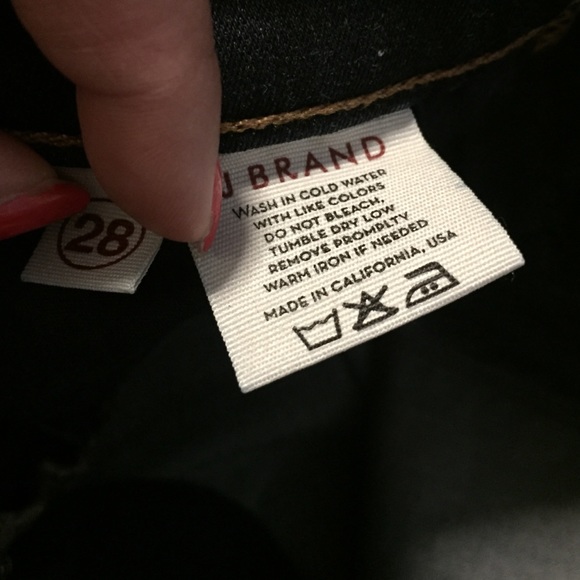 J BRAND
WASH IN COLD WATER
WITH LIKE COLORS
DO NOT BLEACH,
TUMBLE DRY LOW
REMOVE PROMPLTY
WARM IRON IF NEEDED
MADE IN CALIFORNIA, USA
28